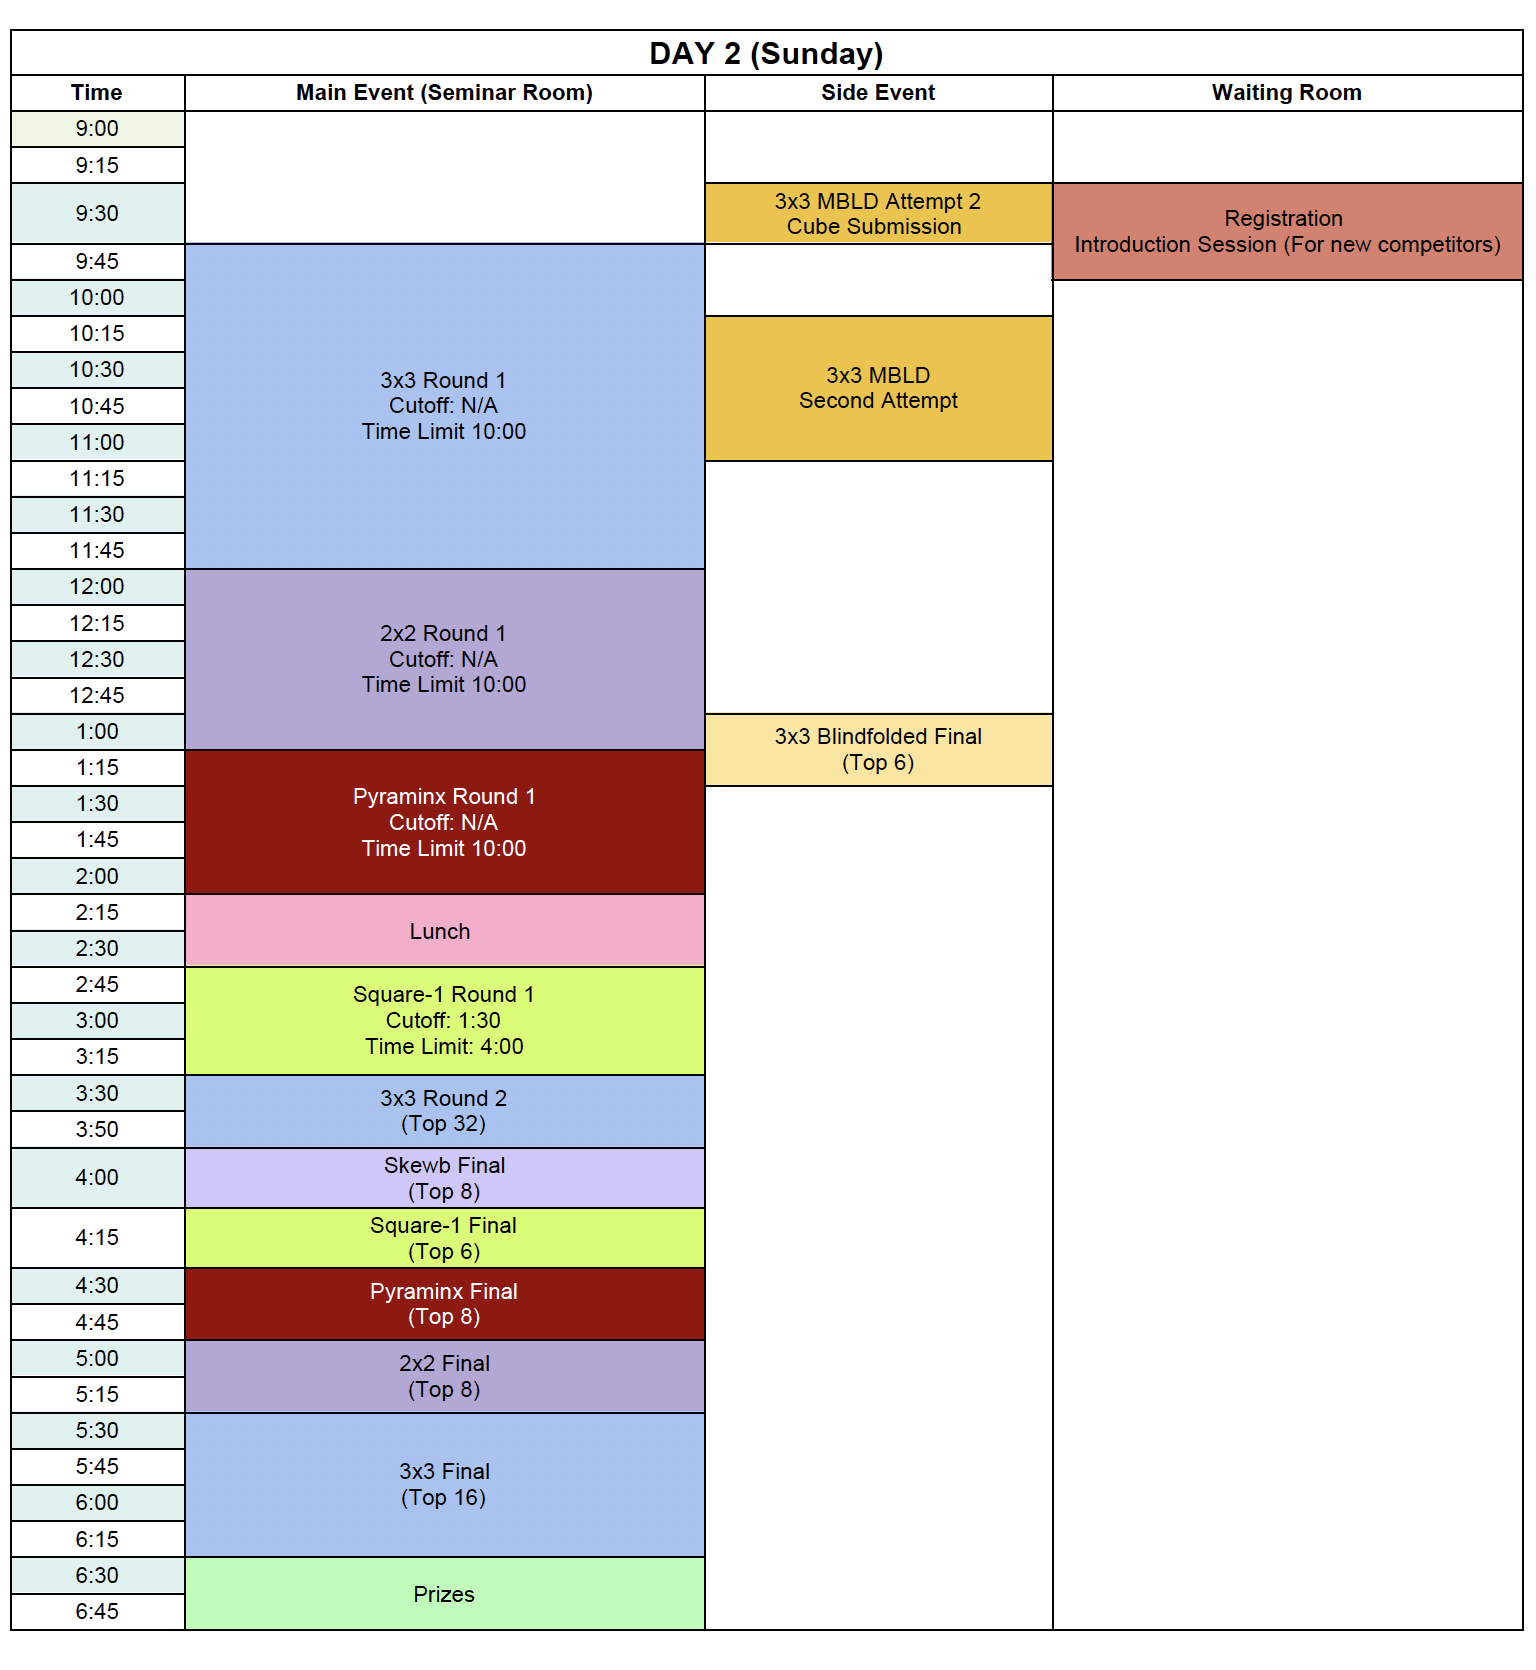 DAY 2 (Sunday)
Time
Main Event (Seminar Room)
Side Event
Waiting Room
9:00
9:15
9:30
3x3 MBLD Attempt 2
Cube Submission
Registration
Introduction Session (For new competitors)
9:45
10:00
10:15
10:30
10:45
11:00
11:15
11:30
11:45
3x3 Round 1
Cutoff: N/A
Time Limit 10:00
3x3 MBLD
Second Attempt
12:00
12:15
12:30
12:45
1:00
2x2 Round 1
Cutoff: N/A
Time Limit 10:00
3x3 Blindfolded Final
(Top 6)
1:15
1:30
1:45
2:00
Pyraminx Round 1
Cutoff: N/A
Time Limit 10:00
2:15
2:30
Lunch
2:45
3:00
3:15
Square-1 Round 1
Cutoff: 1:30
Time Limit: 4:00
3:30
3:50
3x3 Round 2
(Top 32)
4:00
Skewb Final
(Top 8)
4:15
Square-1 Final
(Top 6)
4:30
4:45
Pyraminx Final
(Top 8)
5:00
5:15
2x2 Final
(Top 8)
5:30
5:45
6:00
6:15
3x3 Final
(Top 16)
6:30
6:45
Prizes